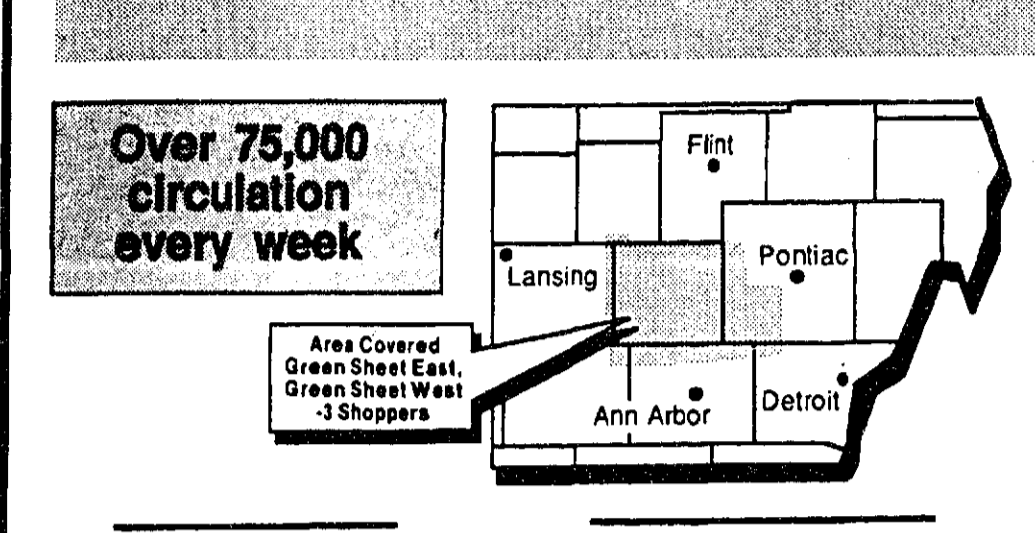 Over 75,000
circulation
every week
Flint
Pontiac
Lansing
Area Covered
Green Sheet East,
Green Sheet West
-3 Shoppers
Ann Arbor
Detroit